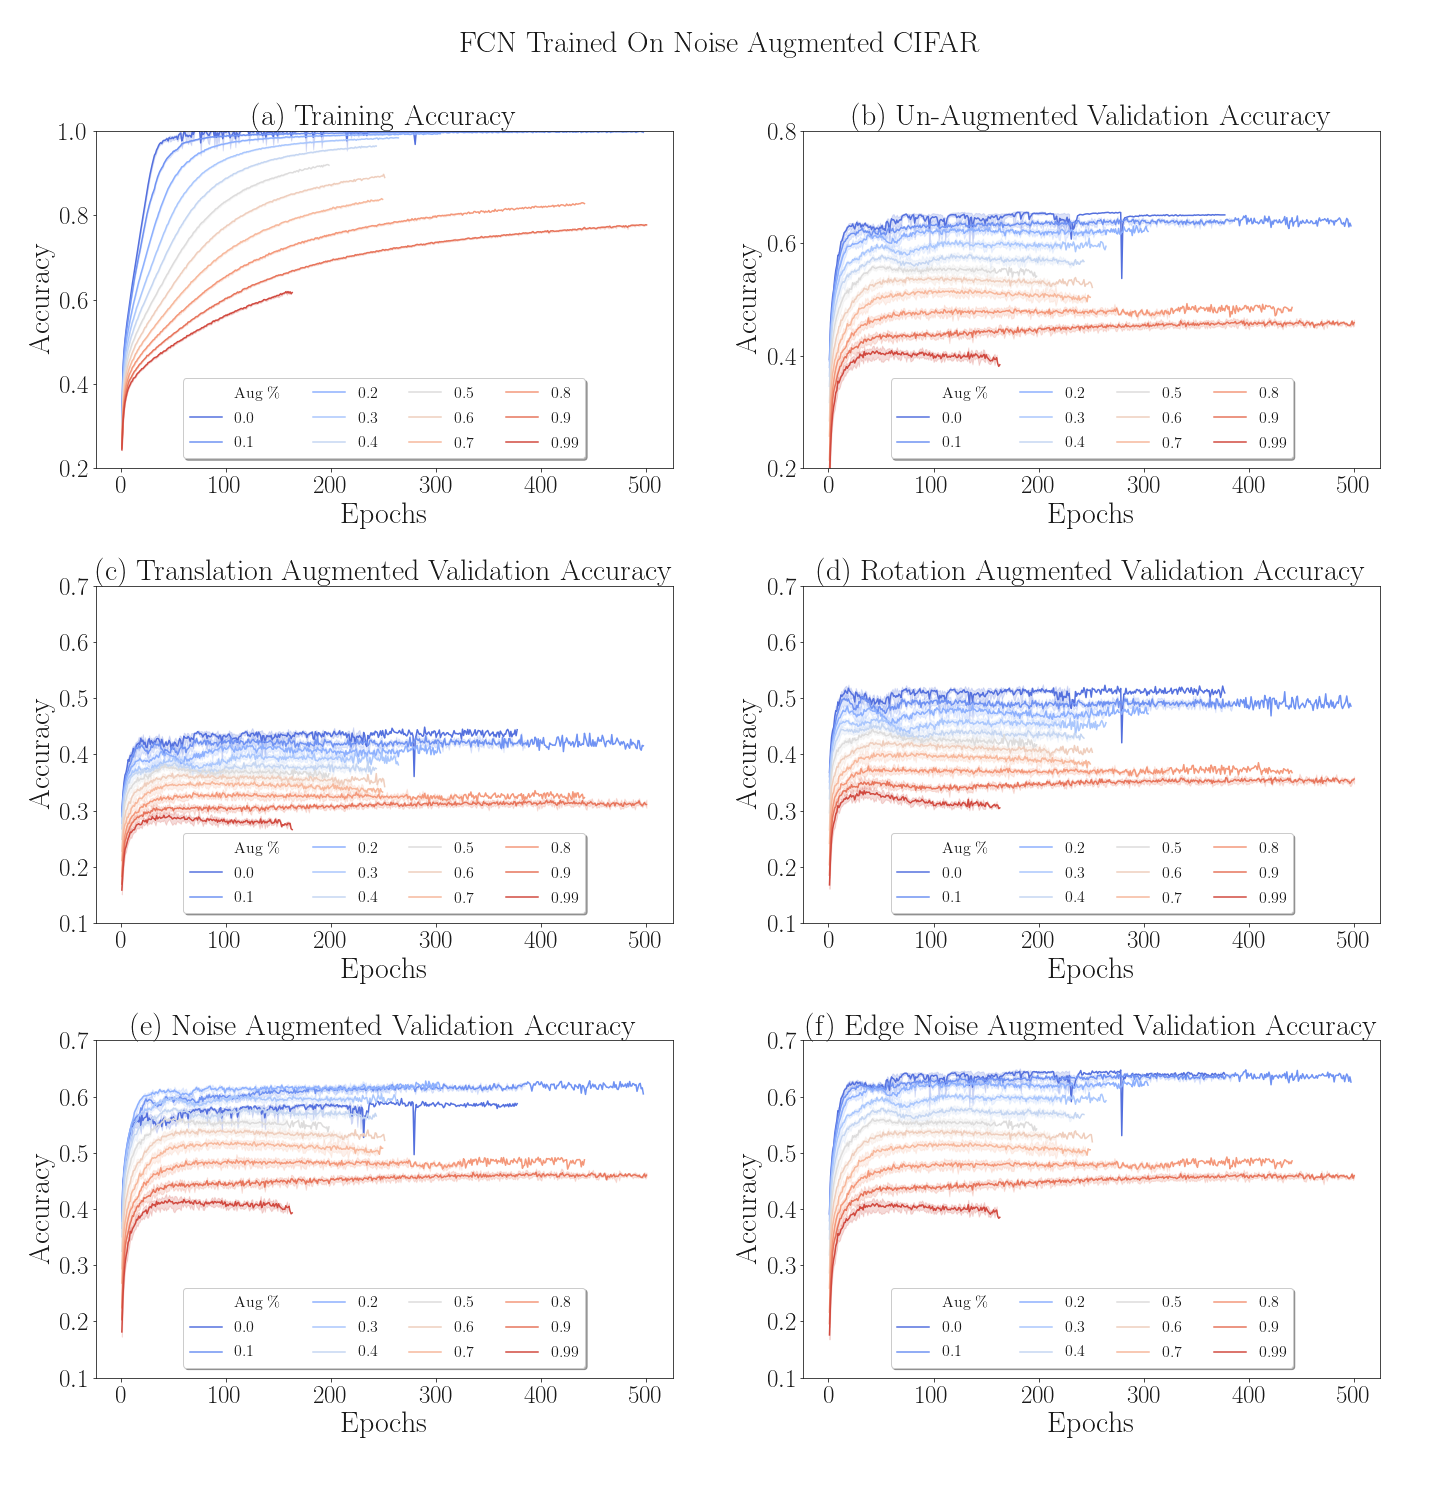 FCN Trained On Noise Augmented CIFAR
(a) Training Accuracy
1.0
0.8
0.6
0.4
0.2
Accuracy
Aug % 0.2 0.5 0.8
0.0 0.3 0.6 0.9
0.1 0.4 0.7 0.99
0 100 200 300 400 500
Epochs
(b) Un-Augmented Validation Accuracy
0.8
0.6
0.4
0.2
Accuracy
Aug % 0.2 0.5 0.8
0.0 0.3 0.6 0.9
0.1 0.4 0.7 0.99
0 100 200 300 400 500
Epochs
(c) Translation Augmented Validation Accuracy
0.7
0.6
0.5
0.4
0.3
0.2
0.1
Accuracy
Aug % 0.2 0.5 0.8
0.0 0.3 0.6 0.9
0.1 0.4 0.7 0.99
0 100 200 300 400 500
Epochs
(d) Rotation Augmented Validation Accuracy
0.7
0.6
0.5
0.4
0.3
0.2
0.1
Accuracy
Aug % 0.2 0.5 0.8
0.0 0.3 0.6 0.9
0.1 0.4 0.7 0.99
0 100 200 300 400 500
Epochs
(e) Noise Augmented Validation Accuracy
0.7
0.6
0.5
0.4
0.3
0.2
0.1
Accuracy
Aug % 0.2 0.5 0.8
0.0 0.3 0.6 0.9
0.1 0.4 0.7 0.99
0 100 200 300 400 500
Epochs
(f) Edge Noise Augmented Validation Accuracy
0.7
0.6
0.5
0.4
0.3
0.2
0.1
Accuracy
Aug % 0.2 0.5 0.8
0.0 0.3 0.6 0.9
0.1 0.4 0.7 0.99
0 100 200 300 400 500
Epochs